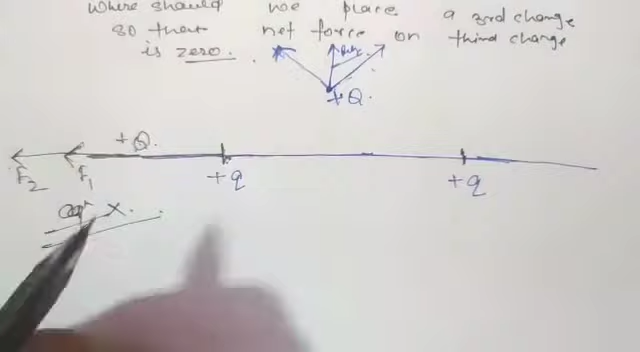 where should we place a 3rd charge
so that net force on third charge
is zero.
+Q.
+Q.
F2 F1 +q +q
X.